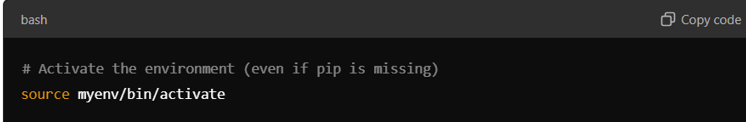 bash
Copy code
# Activate the environment (even if pip is missing)
source myenv/bin/activate